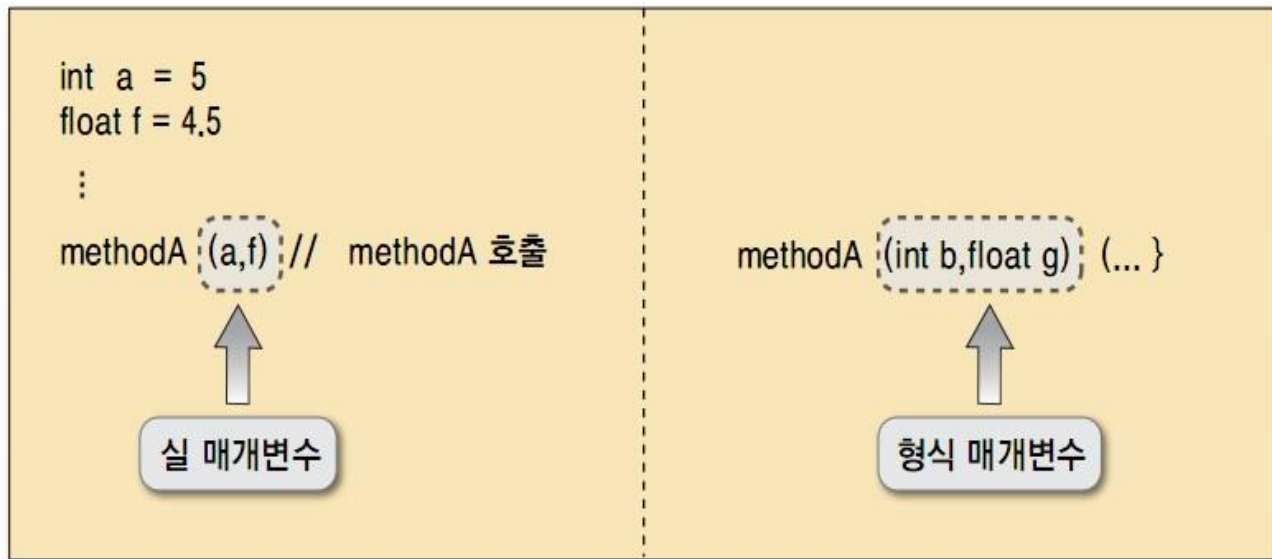 int a = 5
float f = 4.5
⋮
methodA (a,f) // methodA 호출
실 매개변수
methodA (int b,float g) (... }
형식 매개변수